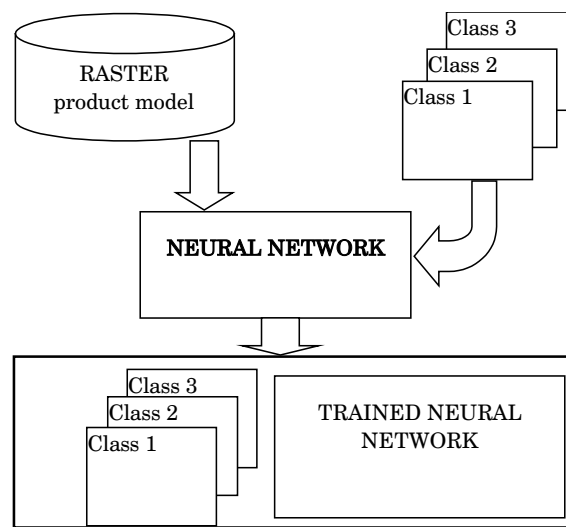 RASTER
product model
Class 3
Class 2
Class 1
NEURAL NETWORK
Class 3
Class 2
Class 1
TRAINED NEURAL
NETWORK